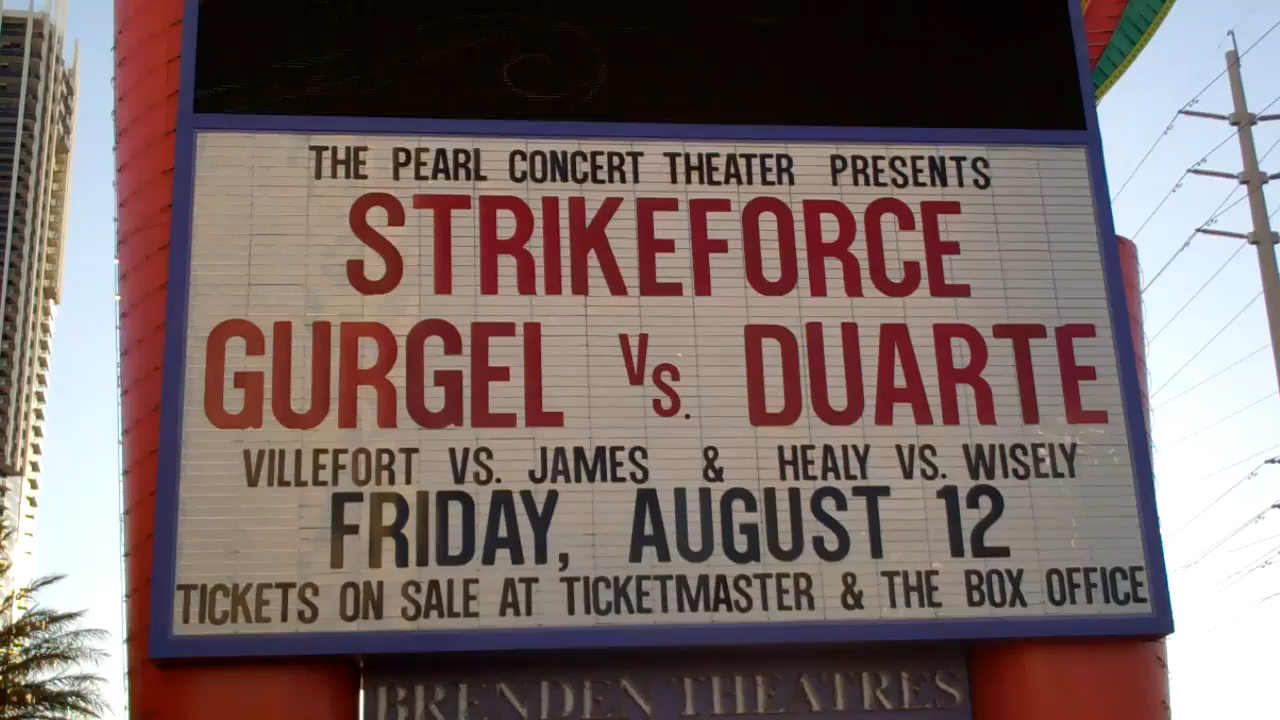 THE PEARL CONCERT THEATER PRESENTS
STRIKEFORCE
GURGEL VS. DUARTE
VILLEFORT VS. JAMES & HEALY VS. WISELY
FRIDAY, AUGUST 12
TICKETS ON SALE AT TICKETMASTER & THE BOX OFFICE
BRENDEN THEATRES